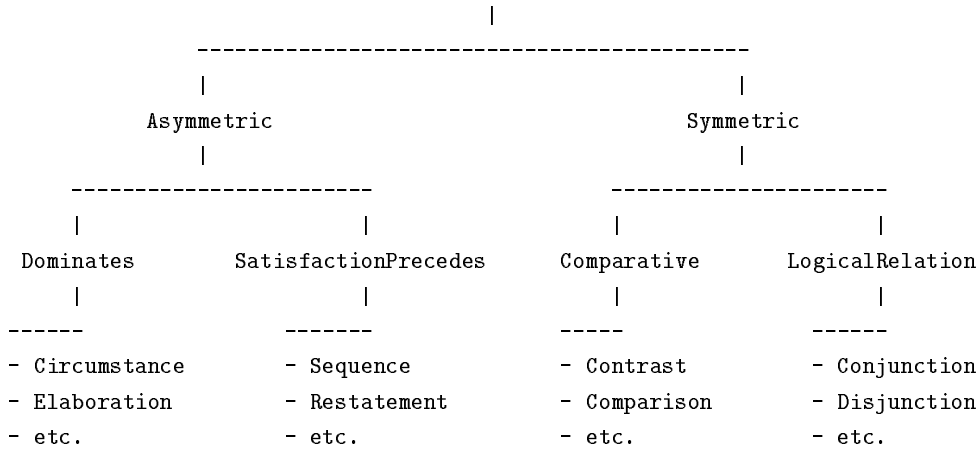 Asymmetric Symmetric
Dominates SatisfactionPrecedes Comparative LogicalRelation
- Circumstance - Sequence - Contrast - Conjunction
- Elaboration - Restatement - Comparison - Disjunction
- etc. - etc. - etc. - etc.